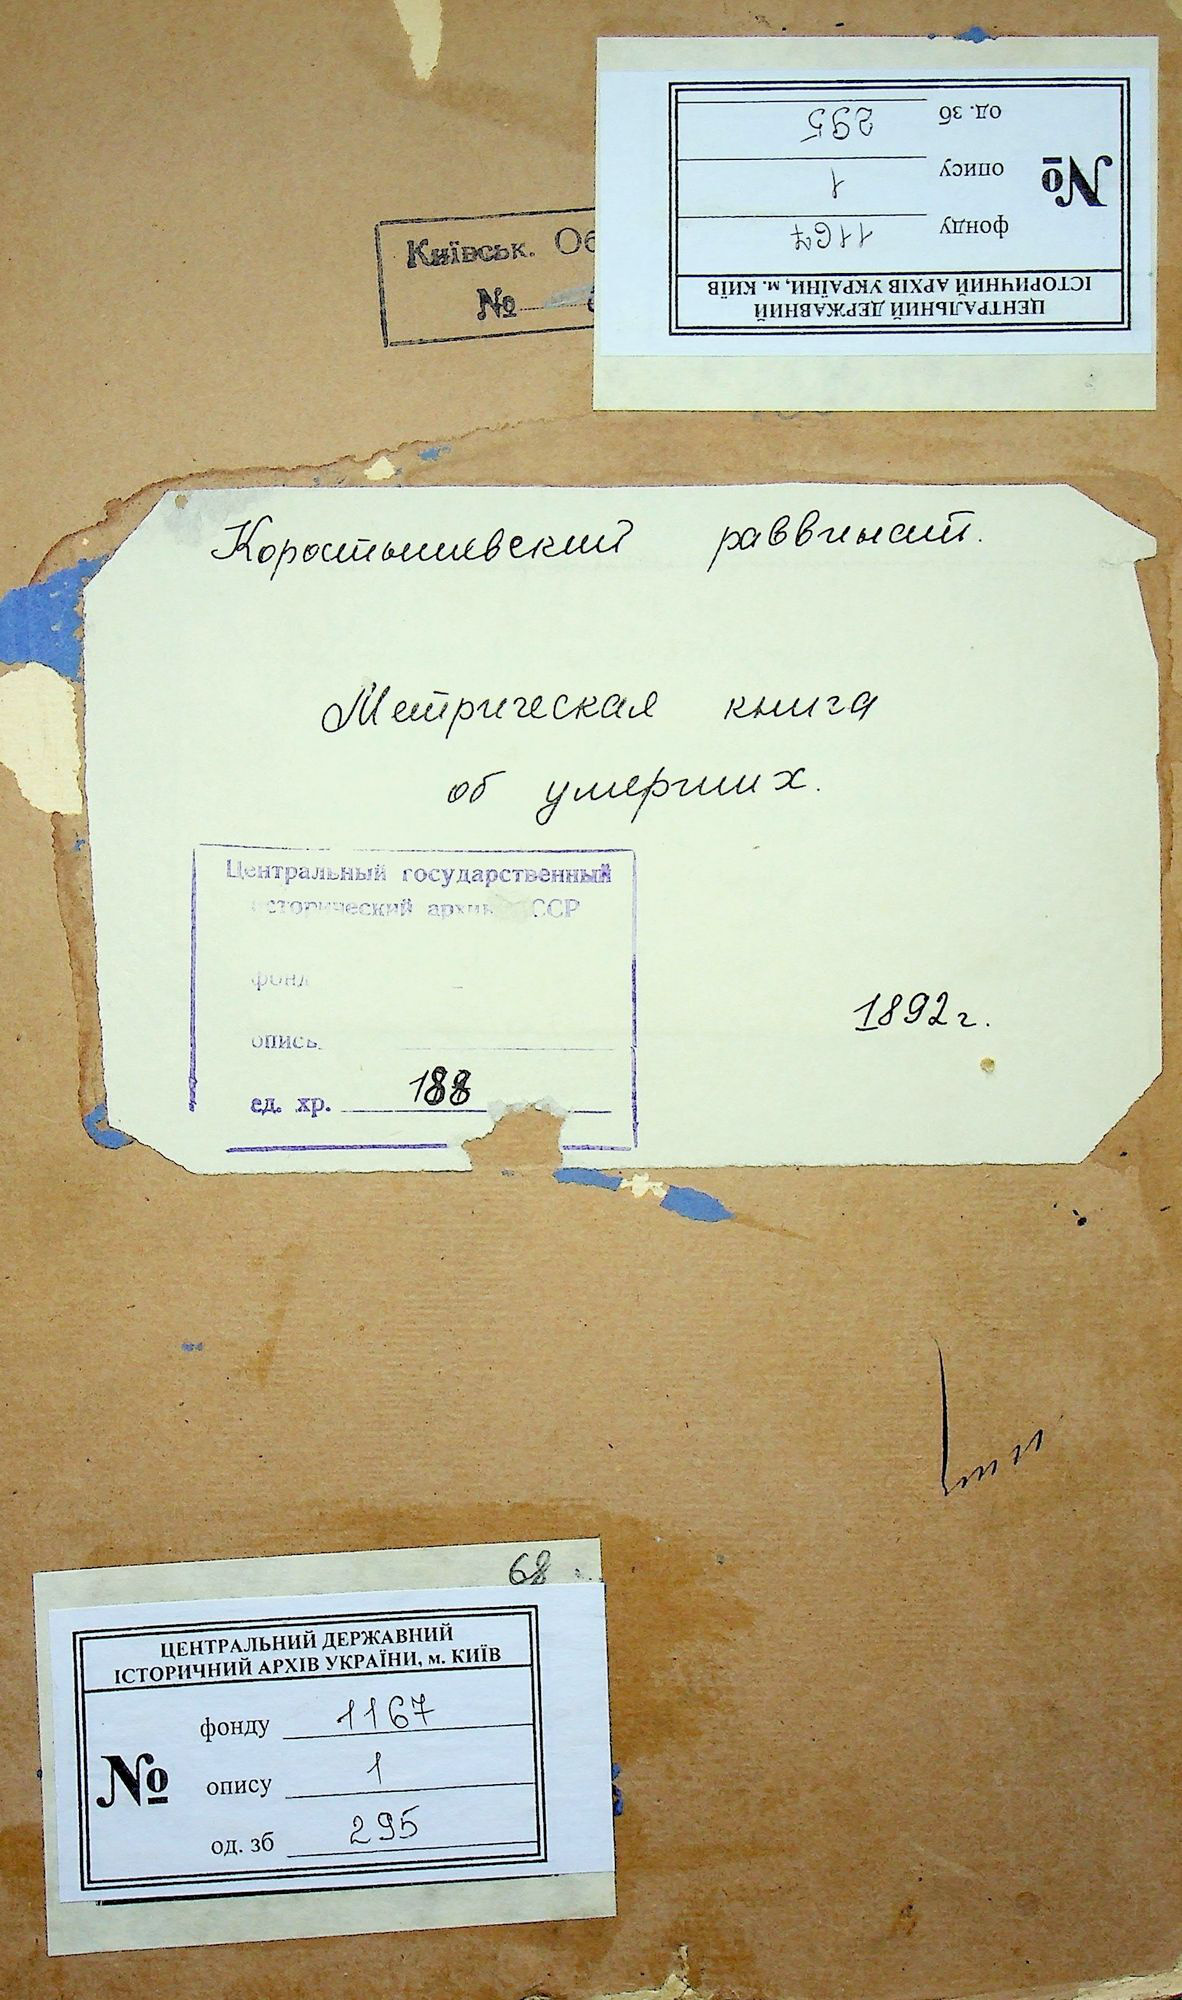 ЦЕНТРАЛЬНИЙ ДЕРЖАВНИЙ
ІСТОРИЧНИЙ АРХІВ УКРАЇНИ, м. КИЇВ
№
фонду 1167
опису 1
од. зб 295
Київськ. Об
№
Коростышевский раввинат.
Метрическая книга
об умерших.
Центральный государственный
исторический архив ССР
фонд
опись
ед. хр. 188
1892 г.
68
ЦЕНТРАЛЬНИЙ ДЕРЖАВНИЙ
ІСТОРИЧНИЙ АРХІВ УКРАЇНИ, м. КИЇВ
№
фонду 1167
опису 1
од. зб 295